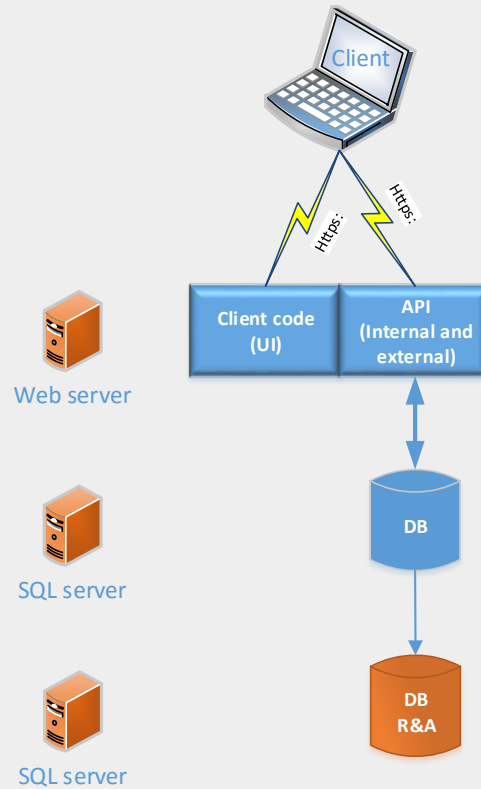 Client
Https:
Https:
Client code
(UI)
API
(Internal and
external)
Web server
DB
SQL server
DB
R&A
SQL server